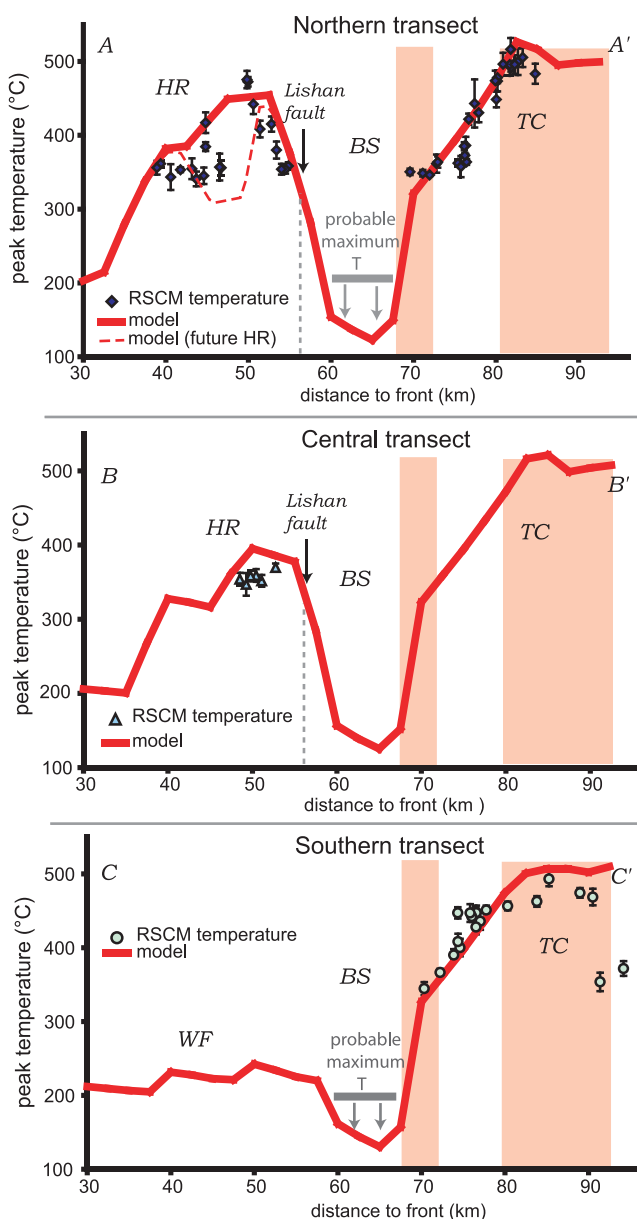 Northern transect
A
A'
500
HR
Lishan
fault
400
BS
TC
300
probable
maximum
T
200
RSCM temperature
model
model (future HR)
100
30
40
50
60
70
80
90
distance to front (km)
peak temperature (°C)
Central transect
B
B'
500
Lishan
fault
HR
400
BS
TC
300
200
RSCM temperature
model
100
30
40
50
60
70
80
90
distance to front (km )
peak temperature (°C)
Southern transect
C
C'
500
RSCM temperature
model
400
BS
TC
300
WF
probable
maximum
T
200
100
30
40
50
60
70
80
90
distance to front (km)
peak temperature (°C)